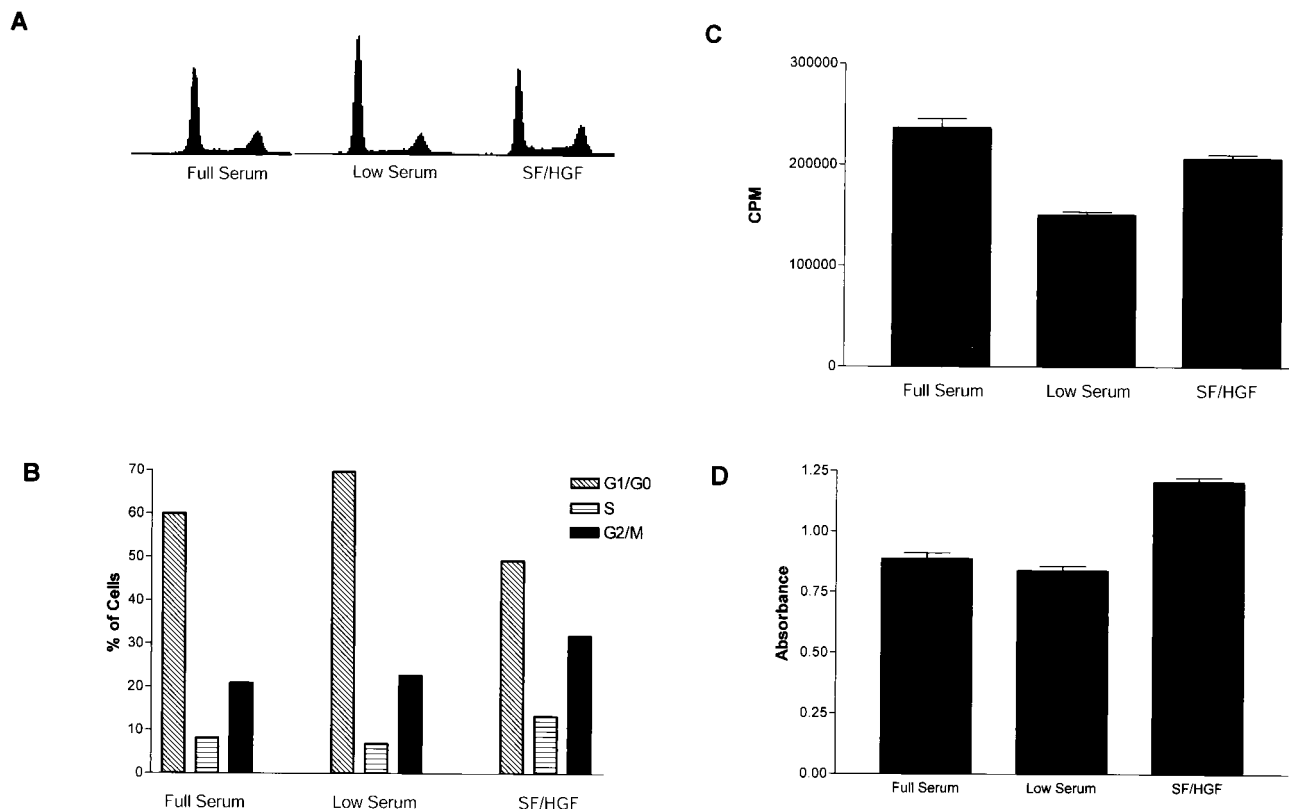 A
Full Serum
Low Serum
SF/HGF
B
% of Cells
70
60
50
40
30
20
10
0
G1/G0
S
G2/M
Full Serum
Low Serum
SF/HGF
C
CPM
300000
200000
100000
0
Full Serum
Low Serum
SF/HGF
D
Absorbance
1.25
1.00
0.75
0.50
0.25
0.00
Full Serum
Low Serum
SF/HGF